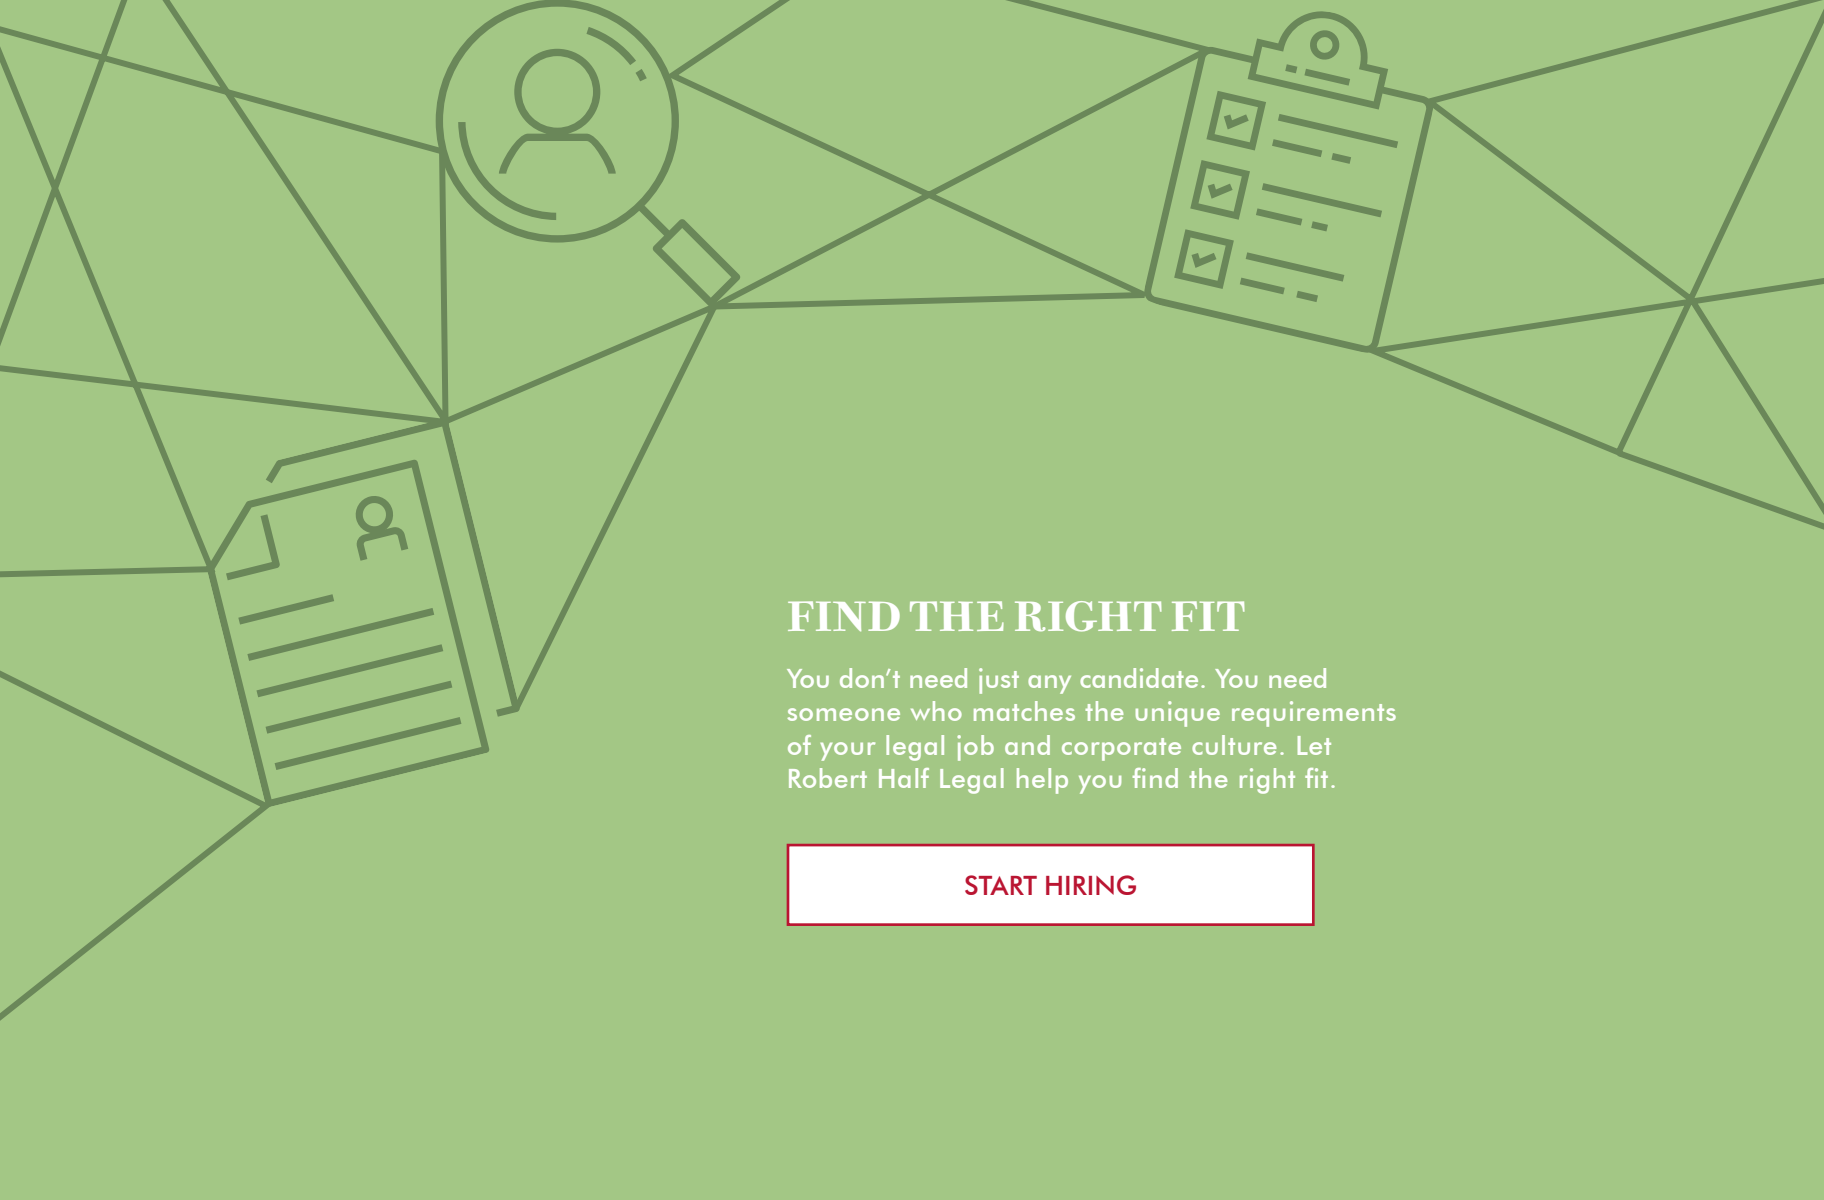 FIND THE RIGHT FIT
You don’t need just any candidate. You need
someone who matches the unique requirements
of your legal job and corporate culture. Let
Robert Half Legal help you find the right fit.
START HIRING